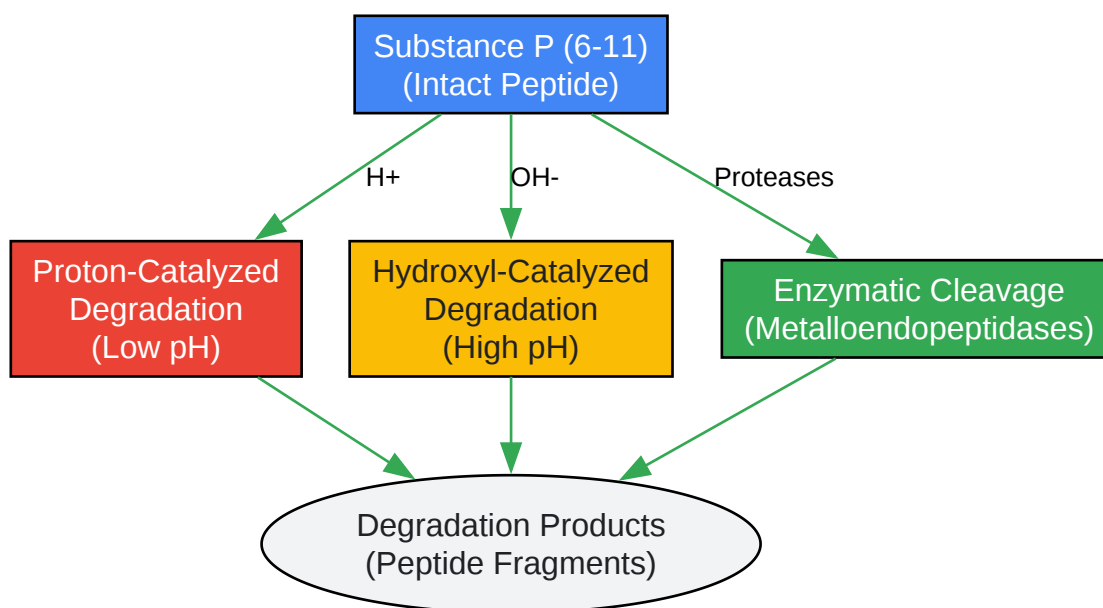 Substance P (6-11)
(Intact Peptide)
H+
OH-
Proteases
Proton-Catalyzed
Degradation
(Low pH)
Hydroxyl-Catalyzed
Degradation
(High pH)
Enzymatic Cleavage
(Metalloendopeptidases)
Degradation Products
(Peptide Fragments)